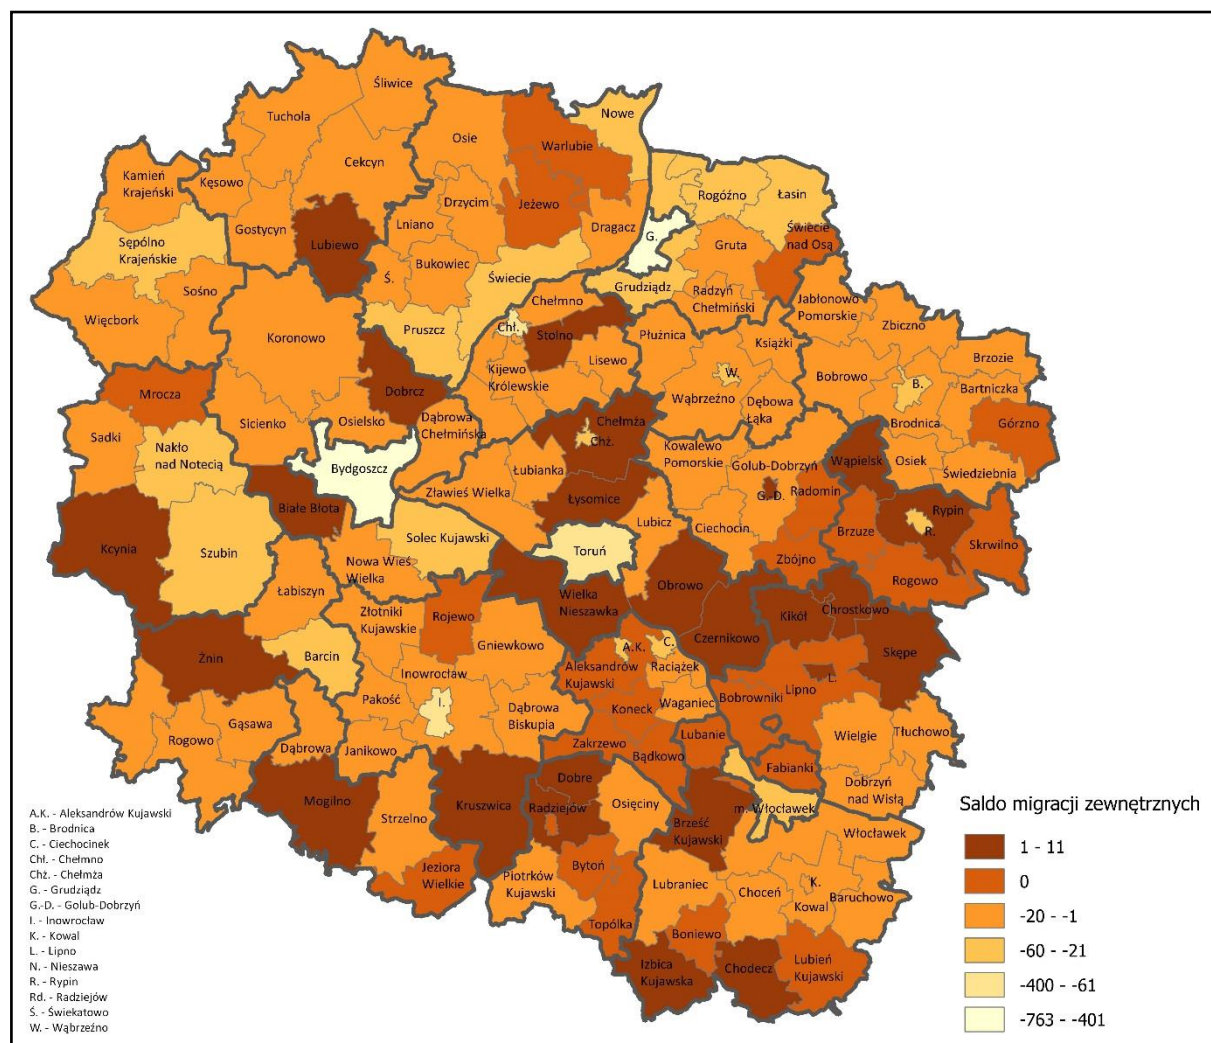 Śliwice
Tuchola
Nowe
Osie
Warlubie
Cekcyn
Kamień
Krajeński
Kęsowo
Rogóźno
Łasin
Drzycim
Jeżewo
Gostycyn
Lniano
Dragacz
Świecie
nad Osą
Lubiewo
G.
Gruta
Sępólno
Krajeńskie
Bukowiec
Ś.
Świecie
Grudziądz
Sośno
Chełmno
Radzyń
Chełmiński
Jabłonowo
Pomorskie
Więcbork
Pruszcz
Chł.
Stolno
Płużnica
Zbiczno
Koronowo
Książki
Lisewo
Brzozie
Kijewo
Królewskie
W.
Bobrowo
B.
Bartniczka
Mrocza
Dobrcz
Wąbrzeźno
Dębowa
Łąka
Osielsko
Dąbrowa
Chełmińska
Chełmża
Chż.
Brodnica
Górzno
Sicienko
Sadki
Nakło
nad Notecią
Kowalewo
Pomorskie
Wąpielsk
Osiek
Bydgoszcz
Łubianka
Golub-Dobrzyń
Świedziebnia
G.-D.
Radomin
Zławieś Wielka
Łysomice
Białe Błota
Rypin
R.
Lubicz
Ciechocin
Brzuze
Kcynia
Solec Kujawski
Skrwilno
Szubin
Toruń
Nowa Wieś
Wielka
Zbójno
Rogowo
Obrowo
Łabiszyn
Wielka
Nieszawka
Złotniki
Kujawskie
Rojewo
Kikół
Chrostkowo
Czernikowo
Gniewkowo
A.K.
C.
Skępe
Żnin
Barcin
Aleksandrów
Kujawski
Raciążek
Inowrocław
L.
Bobrowniki
Lipno
Pakość
I.
Dąbrowa
Biskupia
Koneck
Waganiec
Gąsawa
Tłuchowo
Rogowo
Dąbrowa
Janikowo
Zakrzewo
Lubanie
Wielgie
Bądkowo
Fabianki
Dobre
Dobrzyń
nad Wisłą
Mogilno
Kruszwica
Radziejów
Osięciny
m. Włocławek
Strzelno
Brześć
Kujawski
Włocławek
Jeziora
Wielkie
Bytoń
Piotrków
Kujawski
Lubraniec
Choceń
K.
Kowal
Baruchowo
Topólka
Boniewo
Izbica
Kujawska
Chodecz
Lubień
Kujawski
A.K. - Aleksandrów Kujawski
B. - Brodnica
C. - Ciechocinek
Chł. - Chełmno
Chż. - Chełmża
G. - Grudziądz
G.-D. - Golub-Dobrzyń
I. - Inowrocław
K. - Kowal
L. - Lipno
N. - Nieszawa
R. - Rypin
Rd. - Radziejów
Ś. - Świekatowo
W. - Wąbrzeźno
Saldo migracji zewnętrznych
1 - 11
0
-20 - -1
-60 - -21
-400 - -61
-763 - -401